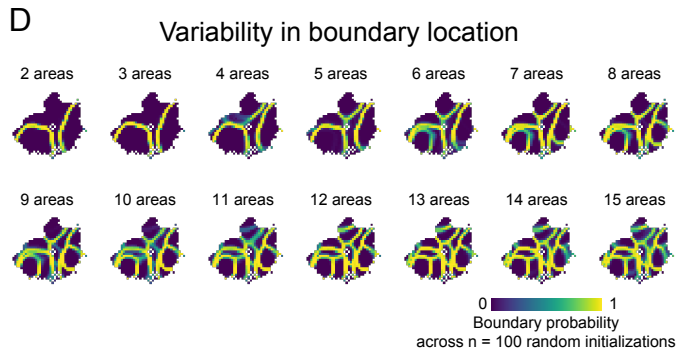 D
Variability in boundary location
2 areas
3 areas
4 areas
5 areas
6 areas
7 areas
8 areas
9 areas
10 areas
11 areas
12 areas
13 areas
14 areas
15 areas
0
1
Boundary probability
across n = 100 random initializations